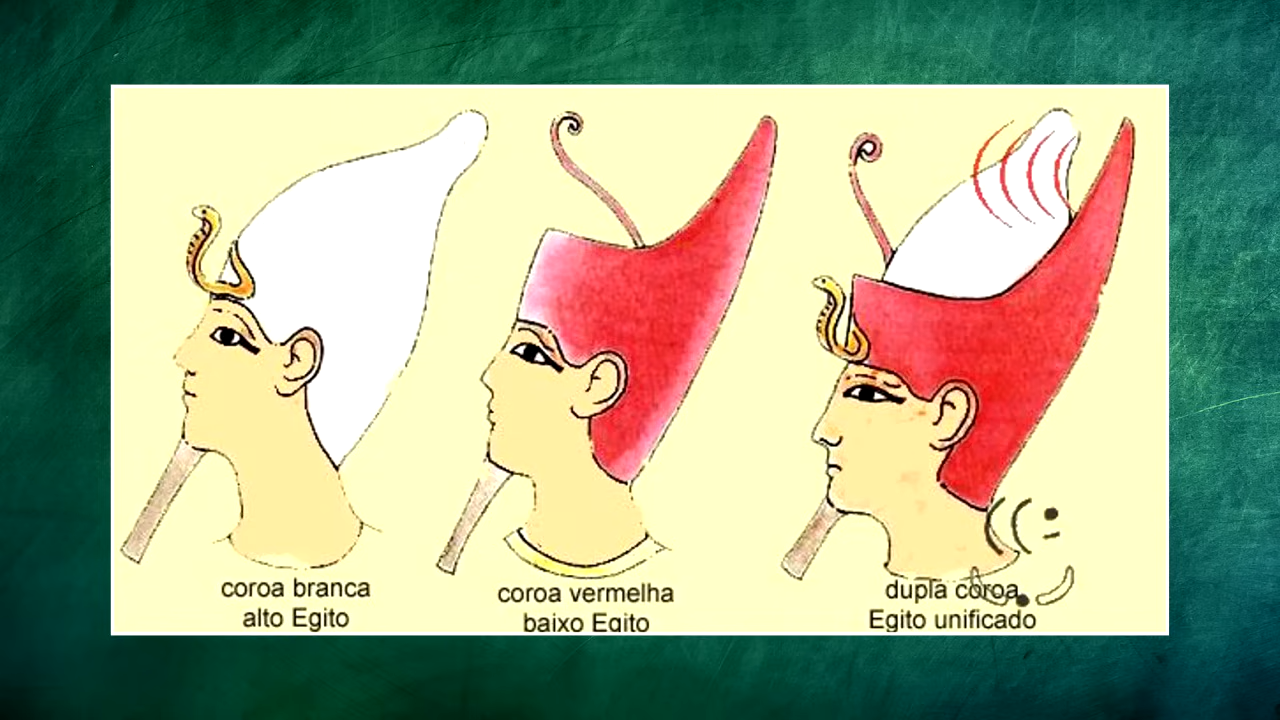 coroa branca
alto Egito
coroa vermelha
baixo Egito
dupla coroa
Egito unificado